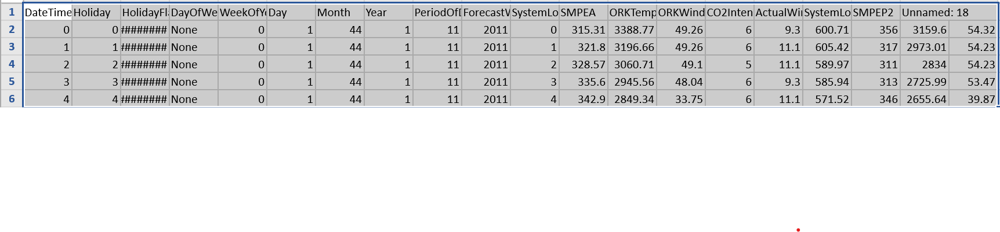 1 DateTime Holiday HolidayFl DayOfWe WeekOfY Day Month Year PeriodOfD ForecastW SystemLo SMPEA ORKTemp ORKWind CO2Inten ActualWi SystemLo SMPEP2 Unnamed: 18
2 0 0 ######## None 0 1 44 1 11 2011 0 315.31 3388.77 49.26 6 9.3 600.71 356 3159.6 54.32
3 1 1 ######## None 0 1 44 1 11 2011 1 321.8 3196.66 49.26 6 11.1 605.42 317 2973.01 54.23
4 2 2 ######## None 0 1 44 1 11 2011 2 328.57 3060.71 49.1 5 11.1 589.97 311 2834 54.23
5 3 3 ######## None 0 1 44 1 11 2011 3 335.6 2945.56 48.04 6 9.3 585.94 313 2725.99 53.47
6 4 4 ######## None 0 1 44 1 11 2011 4 342.9 2849.34 33.75 6 11.1 571.52 346 2655.64 39.87